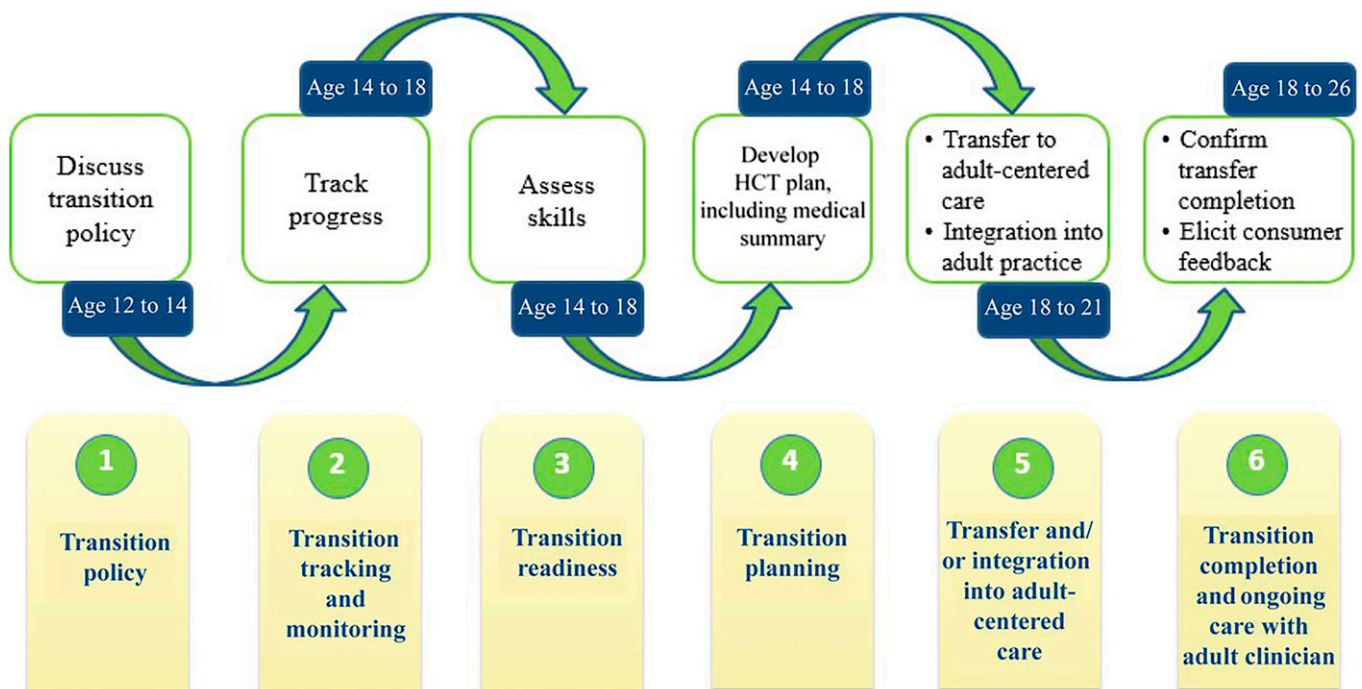 Age 14 to 18
Age 14 to 18
Age 18 to 26
Discuss
transition
policy
Track
progress
Assess
skills
Develop
HCT plan,
including medical
summary
• Transfer to
adult-centered
care
• Integration into
adult practice
• Confirm
transfer
completion
• Elicit consumer
feedback
Age 12 to 14
Age 14 to 18
Age 18 to 21
1
Transition
policy
2
Transition
tracking
and
monitoring
3
Transition
readiness
4
Transition
planning
5
Transfer and/
or integration
into adult-
centered
care
6
Transition
completion
and ongoing
care with
adult clinician